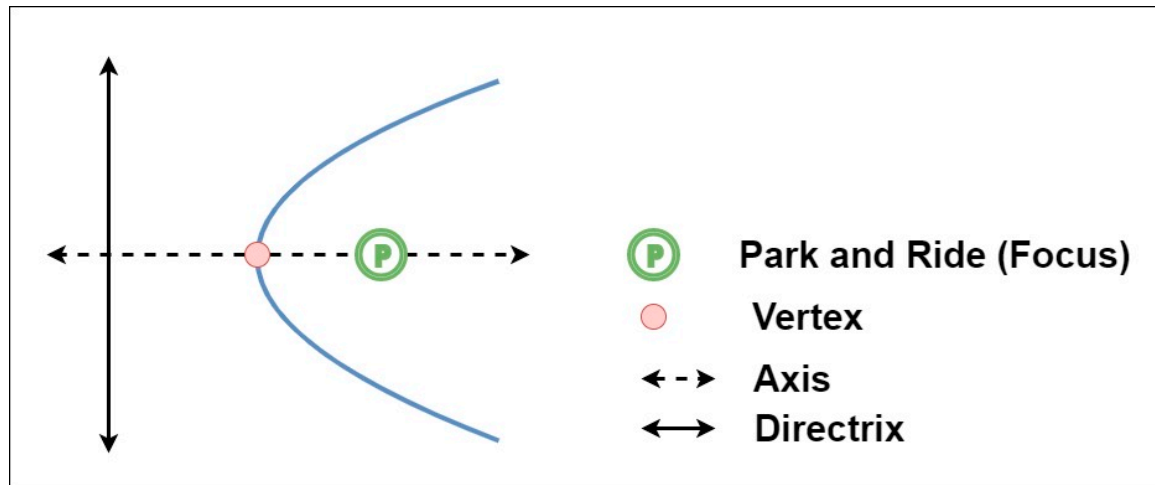 P
P Park and Ride (Focus)
Vertex
Axis
Directrix